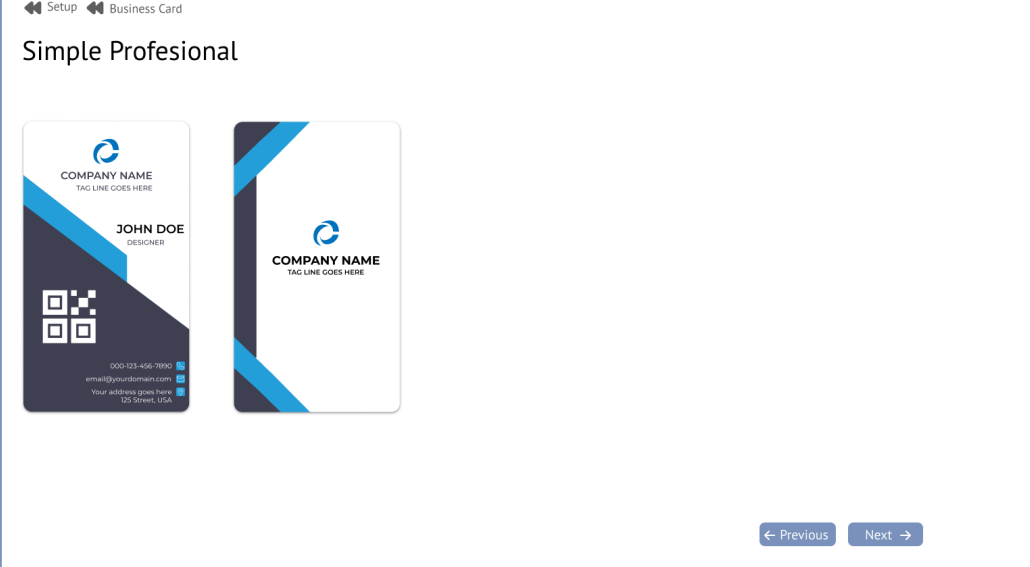 Setup
Business Card
Simple Profesional
COMPANY NAME
TAG LINE GOES HERE
JOHN DOE
DESIGNER
000-123-456-7890
email@yourdomain.com
Your address goes here
125 Street, USA
COMPANY NAME
TAG LINE GOES HERE
Previous
Next